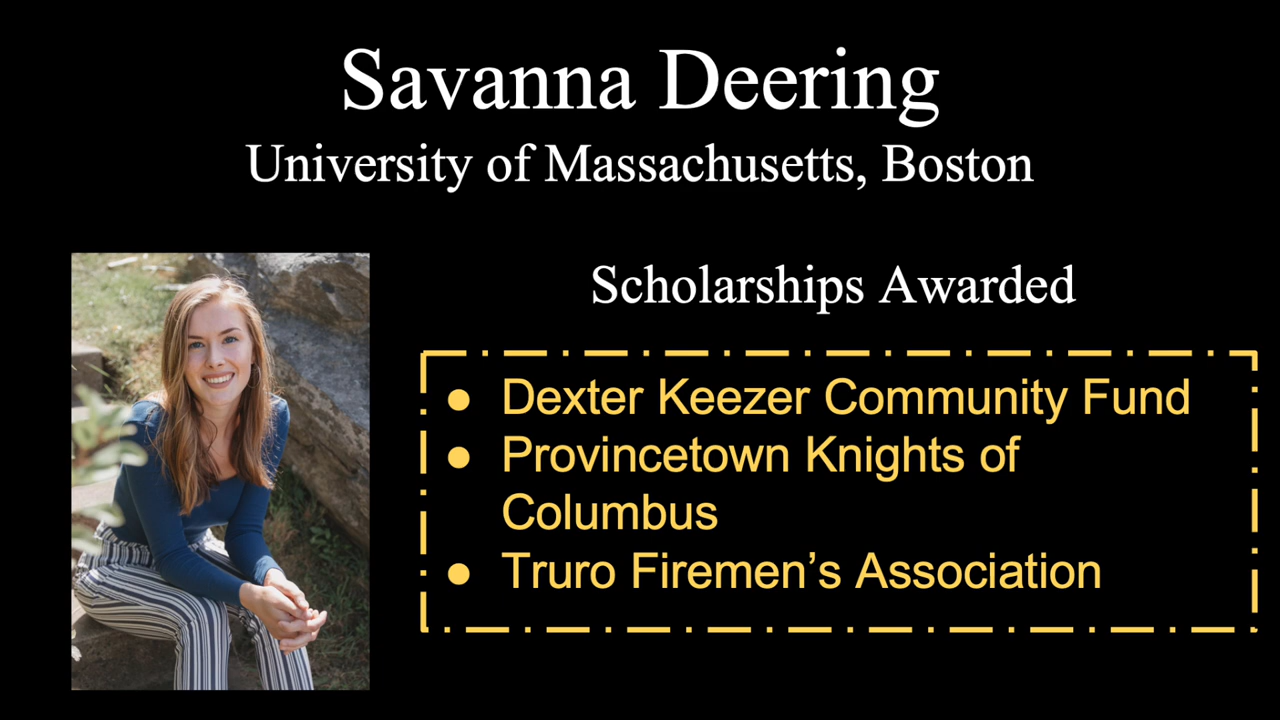 Savanna Deering
University of Massachusetts, Boston
Scholarships Awarded
● Dexter Keezer Community Fund
● Provincetown Knights of
Columbus
● Truro Firemen’s Association